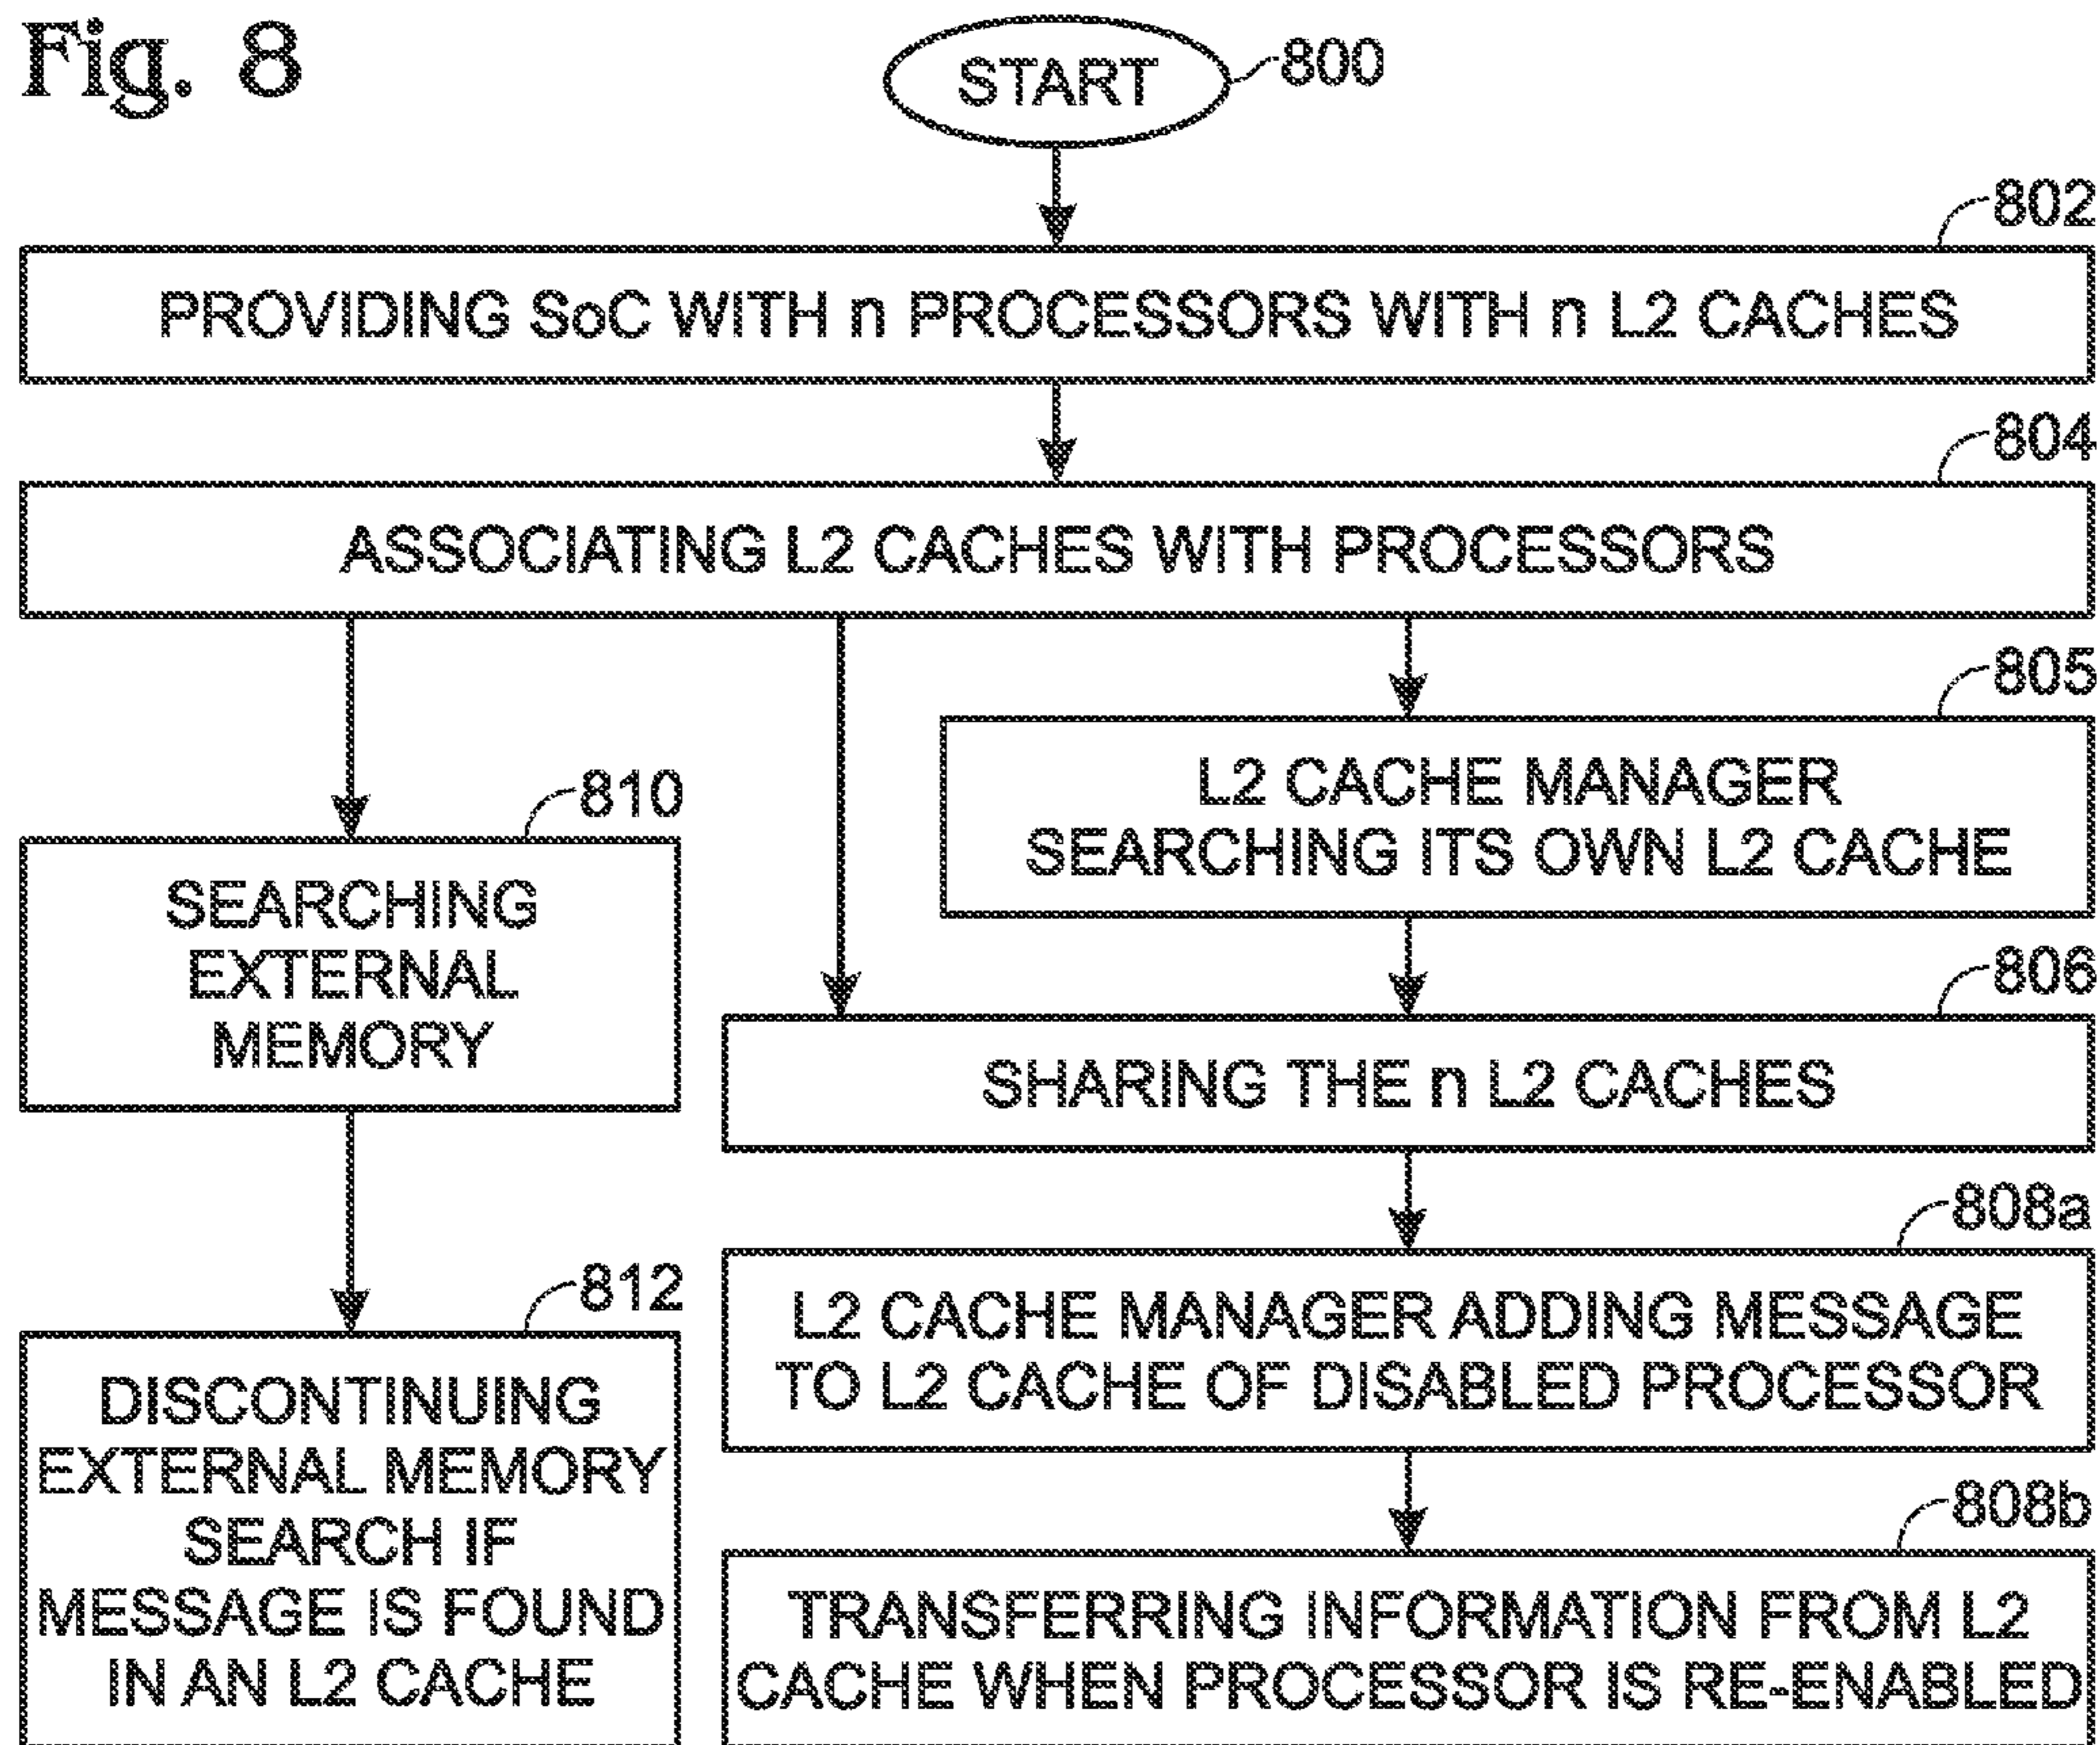 Fig. 8
START
800
802
PROVIDING SoC WITH n PROCESSORS WITH n L2 CACHES
804
ASSOCIATING L2 CACHES WITH PROCESSORS
805
L2 CACHE MANAGER
SEARCHING ITS OWN L2 CACHE
810
SEARCHING
EXTERNAL
MEMORY
806
SHARING THE n L2 CACHES
808a
L2 CACHE MANAGER ADDING MESSAGE
TO L2 CACHE OF DISABLED PROCESSOR
812
DISCONTINUING
EXTERNAL MEMORY
SEARCH IF
MESSAGE IS FOUND
IN AN L2 CACHE
808b
TRANSFERRING INFORMATION FROM L2
CACHE WHEN PROCESSOR IS RE-ENABLED